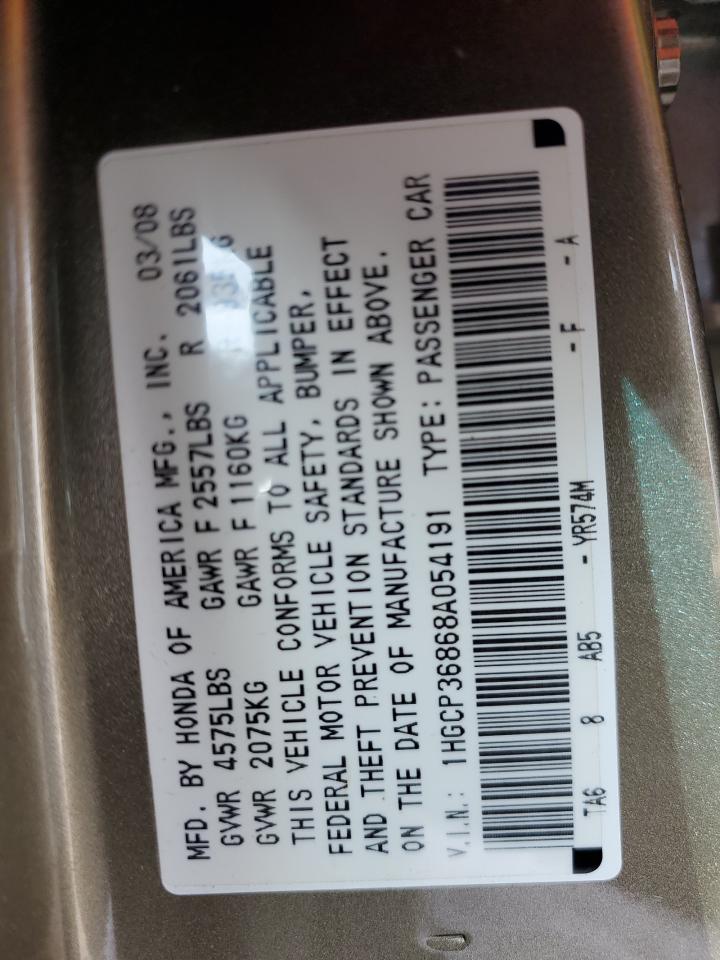 MFD. BY HONDA OF AMERICA MFG., INC. 03/08
GVWR 4575LBS GAWR F 2557LBS R 2061LBS
GVWR 2075KG GAWR F 1160KG
THIS VEHICLE CONFORMS TO ALL APPLICABLE
FEDERAL MOTOR VEHICLE SAFETY, BUMPER,
AND THEFT PREVENTION STANDARDS IN EFFECT
ON THE DATE OF MANUFACTURE SHOWN ABOVE.
V.I.N.: 1HGCP36868A054191 TYPE: PASSENGER CAR
TA6 8 AB5 - YR574M - F - A